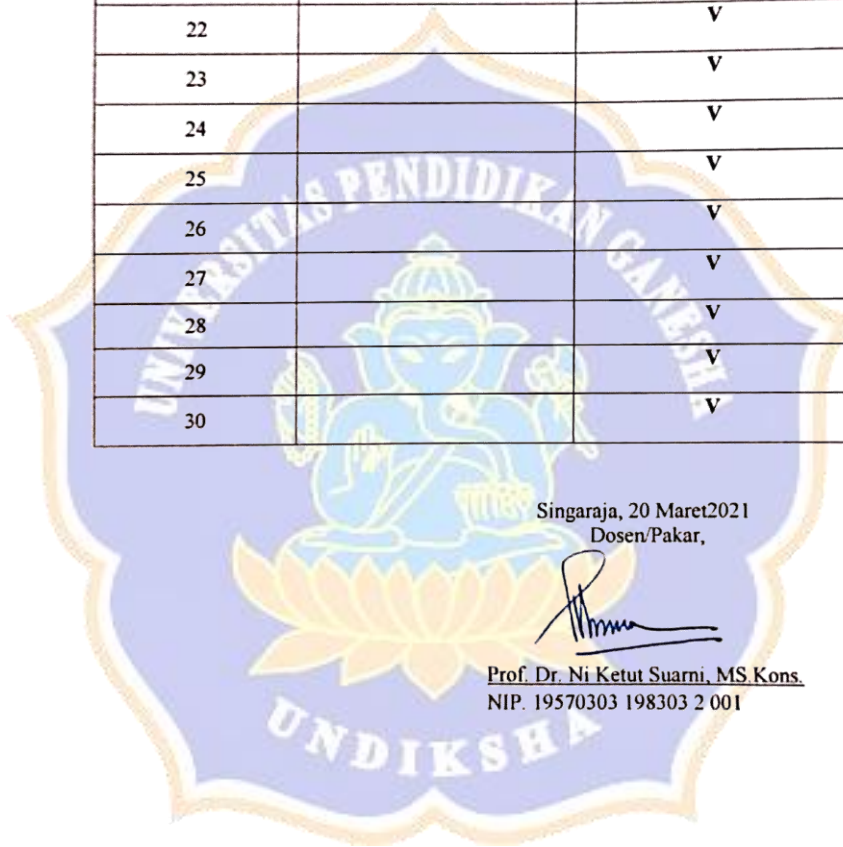 22 V
23 V
24 V
25 V
26 V
27 V
28 V
29 V
30 V
UNIVERSITAS PENDIDIKAN GANESHA
Singaraja, 20 Maret2021
Dosen/Pakar,
Prof. Dr. Ni Ketut Suarni, MS.Kons.
NIP. 19570303 198303 2 001
UNDIKSHA